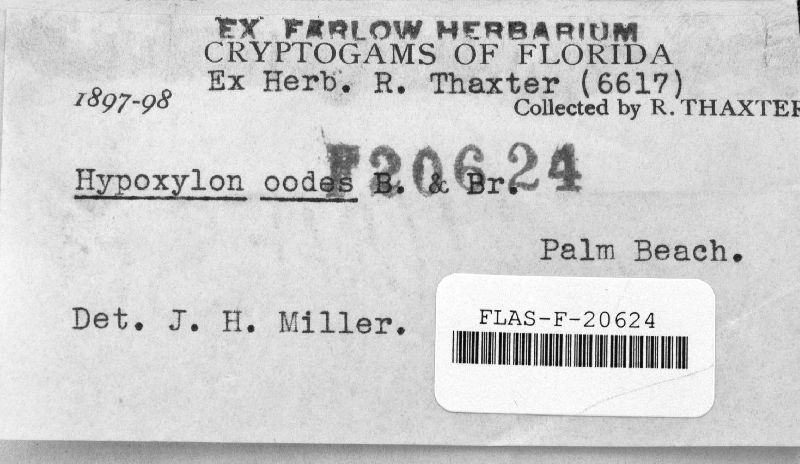 EX FARLOW HERBARIUM
CRYPTOGAMS OF FLORIDA
Ex Herb. R. Thaxter (6617)
1897-98
Collected by R. THAXTER
F20624
Hypoxylon oodes B. & Br.
Palm Beach.
Det. J. H. Miller.
FLAS-F-20624